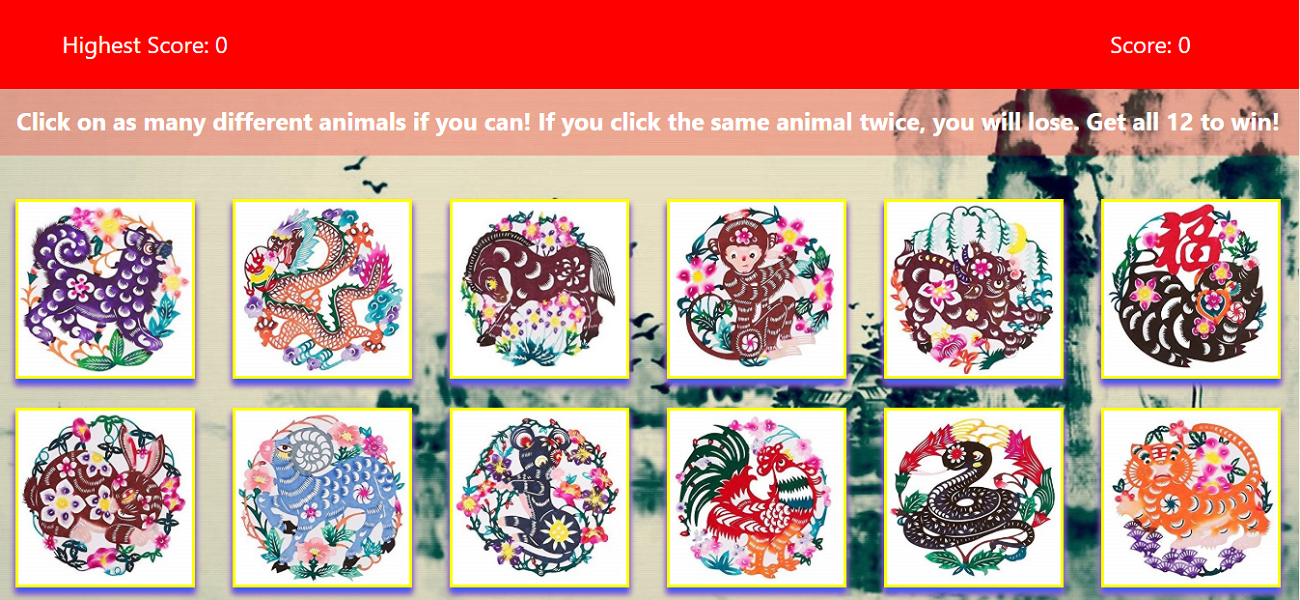 Highest Score: 0
Score: 0
Click on as many different animals if you can! If you click the same animal twice, you will lose. Get all 12 to win!
福